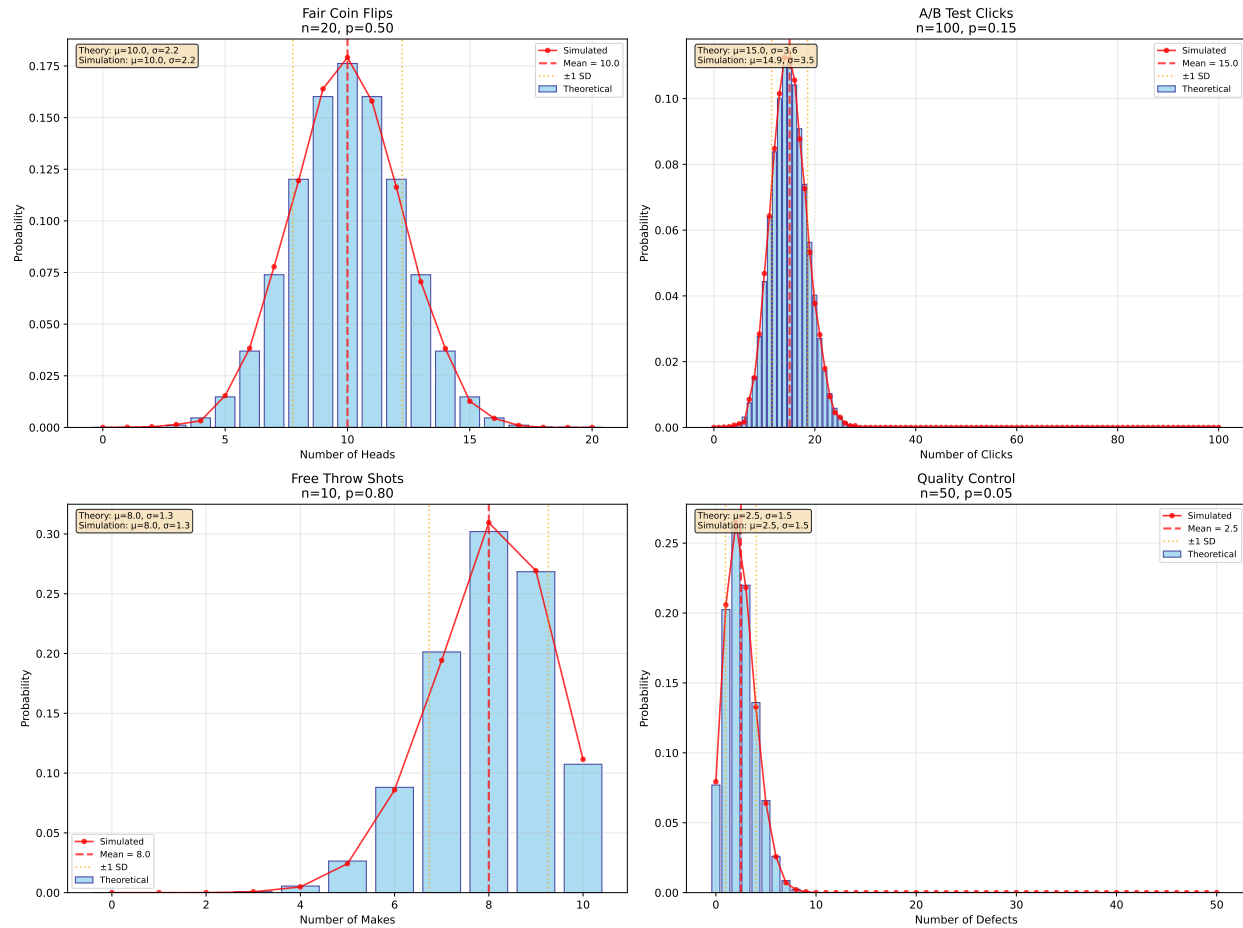 Fair Coin Flips
n=20, p=0.50
Theory: μ=10.0, σ=2.2
Simulation: μ=10.0, σ=2.2
Simulated
Mean = 10.0
±1 SD
Theoretical
Probability
0.175
0.150
0.125
0.100
0.075
0.050
0.025
0.000
0
5
10
15
20
Number of Heads
A/B Test Clicks
n=100, p=0.15
Theory: μ=15.0, σ=3.6
Simulation: μ=14.9, σ=3.5
Simulated
Mean = 15.0
±1 SD
Theoretical
Probability
0.10
0.08
0.06
0.04
0.02
0.00
0
20
40
60
80
100
Number of Clicks
Free Throw Shots
n=10, p=0.80
Theory: μ=8.0, σ=1.3
Simulation: μ=8.0, σ=1.3
Probability
0.30
0.25
0.20
0.15
0.10
0.05
0.00
Simulated
Mean = 8.0
±1 SD
Theoretical
0
2
4
6
8
10
Number of Makes
Quality Control
n=50, p=0.05
Theory: μ=2.5, σ=1.5
Simulation: μ=2.5, σ=1.5
Simulated
Mean = 2.5
±1 SD
Theoretical
Probability
0.25
0.20
0.15
0.10
0.05
0.00
0
10
20
30
40
50
Number of Defects